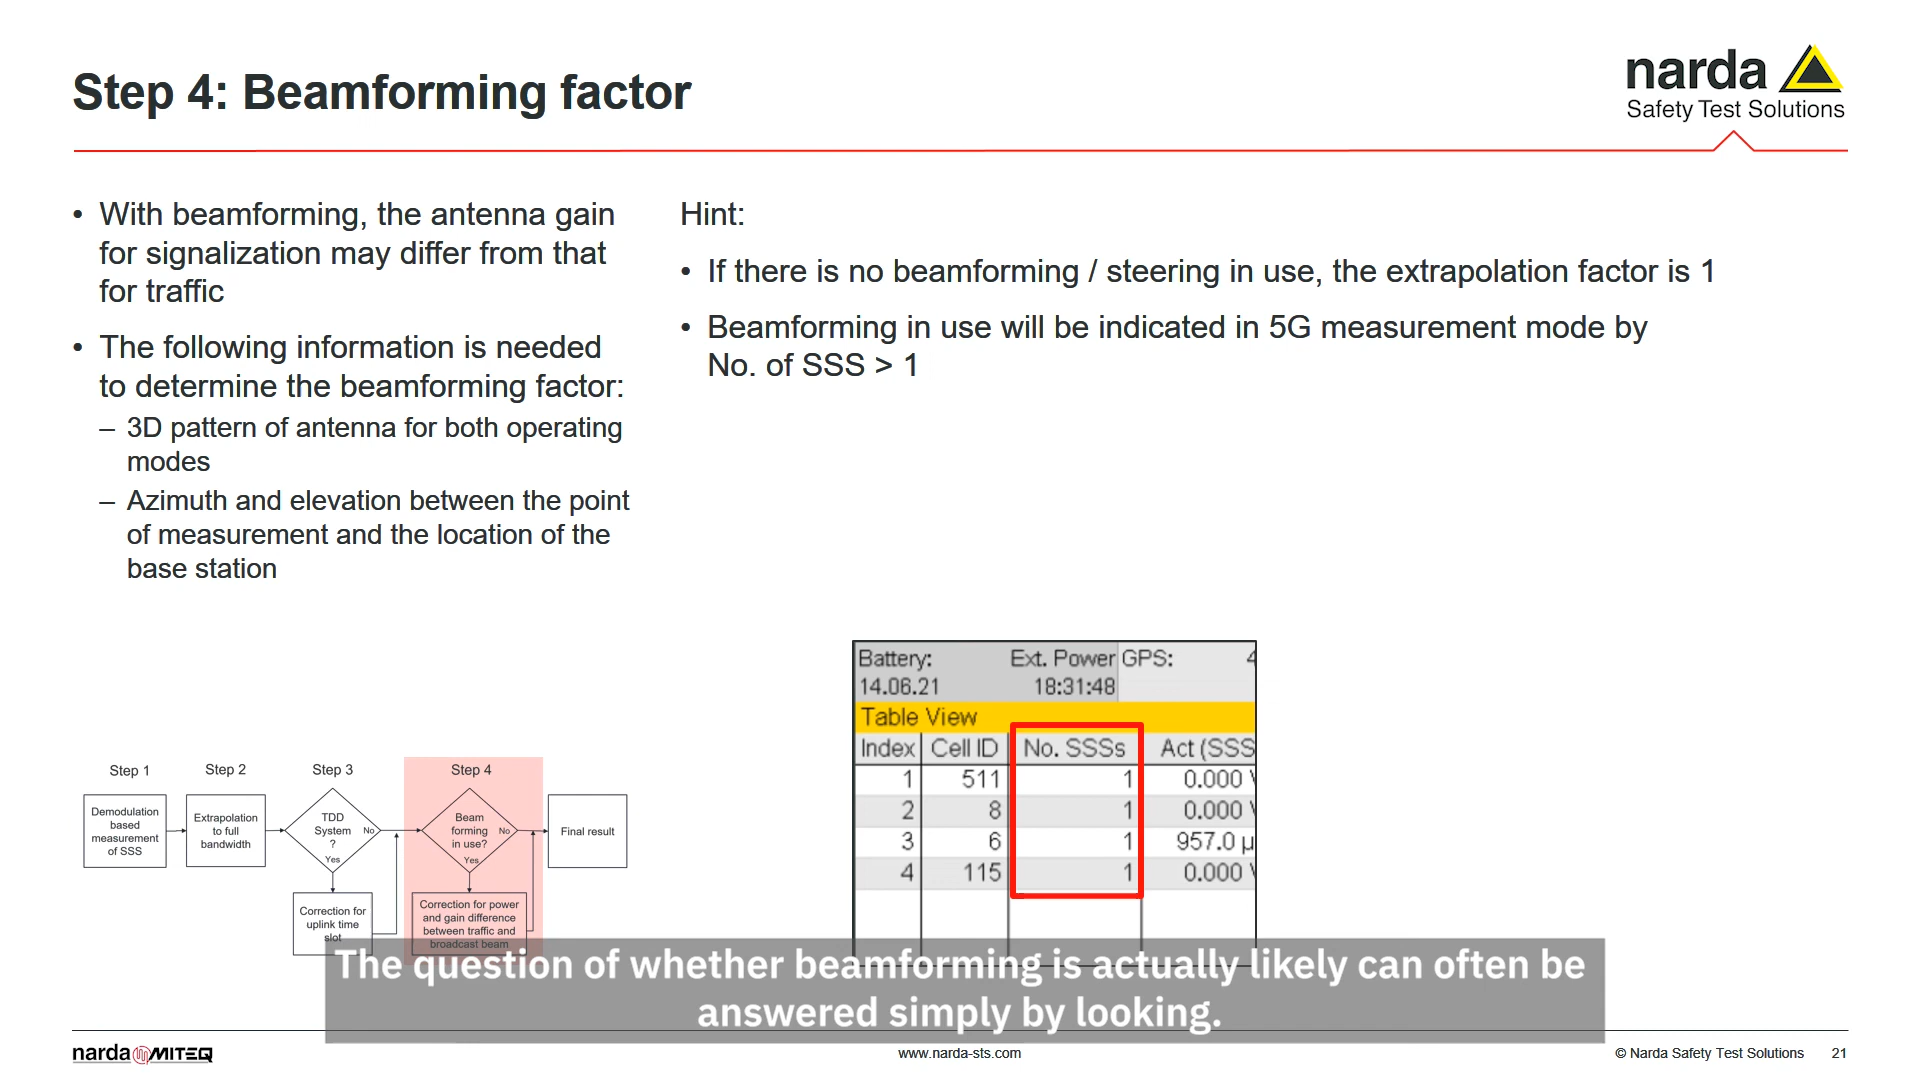 Step 4: Beamforming factor
narda
Safety Test Solutions
• With beamforming, the antenna gain
for signalization may differ from that
for traffic
• The following information is needed
to determine the beamforming factor:
– 3D pattern of antenna for both operating
modes
– Azimuth and elevation between the point
of measurement and the location of the
base station
Hint:
• If there is no beamforming / steering in use, the extrapolation factor is 1
• Beamforming in use will be indicated in 5G measurement mode by
No. of SSS > 1
Step 1
Step 2
Step 3
Step 4
Demodulation
based
measurement
of SSS
Extrapolation
to full
bandwidth
TDD
System
?
No
Yes
Beam
forming
in use?
No
Yes
Final result
Correction for
uplink time
slot
Correction for power
and gain difference
between traffic and
broadcast beam
Battery: Ext. Power GPS: 4
14.06.21 18:31:48
Table View
Index Cell ID No. SSSs Act (SSS
1 511 1 0.000 V
2 8 1 0.000 V
3 6 1 957.0 µ
4 115 1 0.000 V
The question of whether beamforming is actually likely can often be
answered simply by looking.
narda MITEQ
www.narda-sts.com
© Narda Safety Test Solutions 21